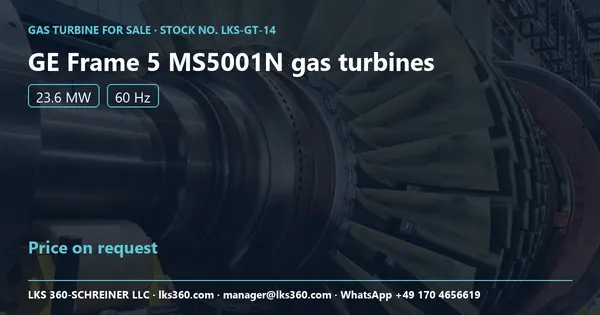 GAS TURBINE FOR SALE · STOCK NO. LKS-GT-14
GE Frame 5 MS5001N gas turbines
23.6 MW
60 Hz
Price on request
LKS 360-SCHREINER LLC · lks360.com · manager@lks360.com · WhatsApp +49 170 4656619